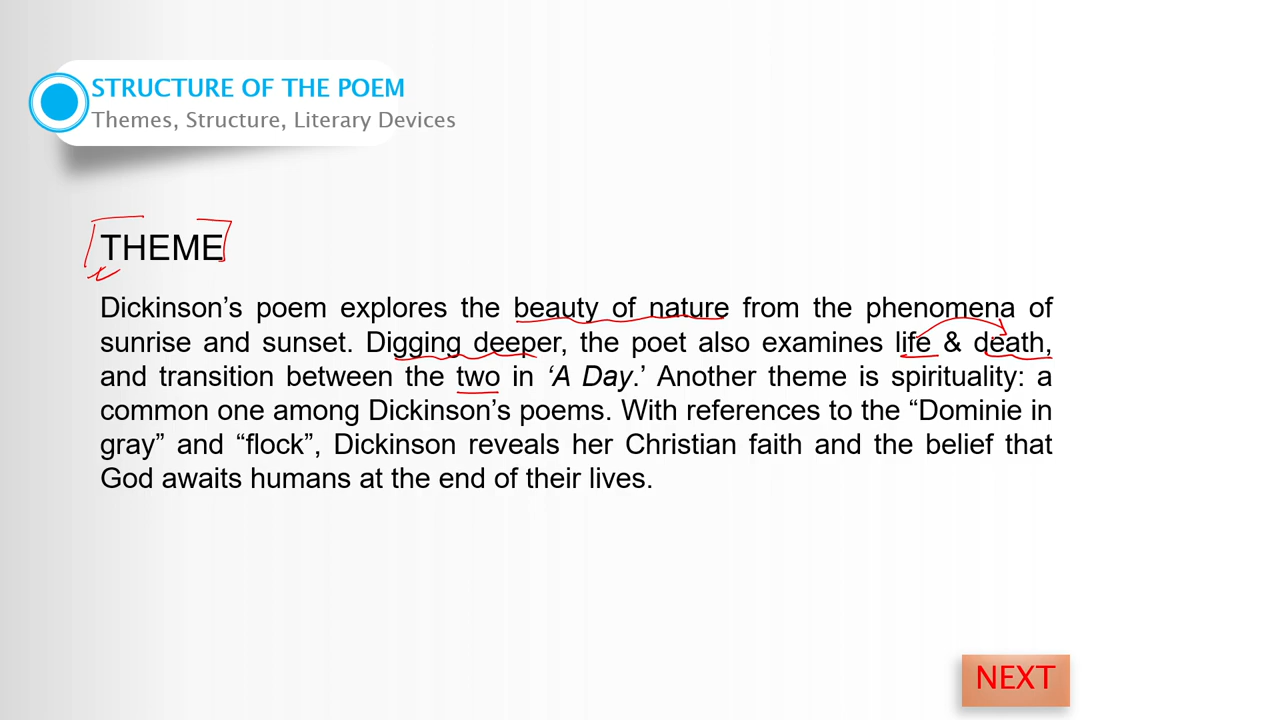 STRUCTURE OF THE POEM
Themes, Structure, Literary Devices
THEME
Dickinson’s poem explores the beauty of nature from the phenomena of
sunrise and sunset. Digging deeper, the poet also examines life & death,
and transition between the two in ‘A Day.’ Another theme is spirituality: a
common one among Dickinson’s poems. With references to the “Dominie in
gray” and “flock”, Dickinson reveals her Christian faith and the belief that
God awaits humans at the end of their lives.
NEXT